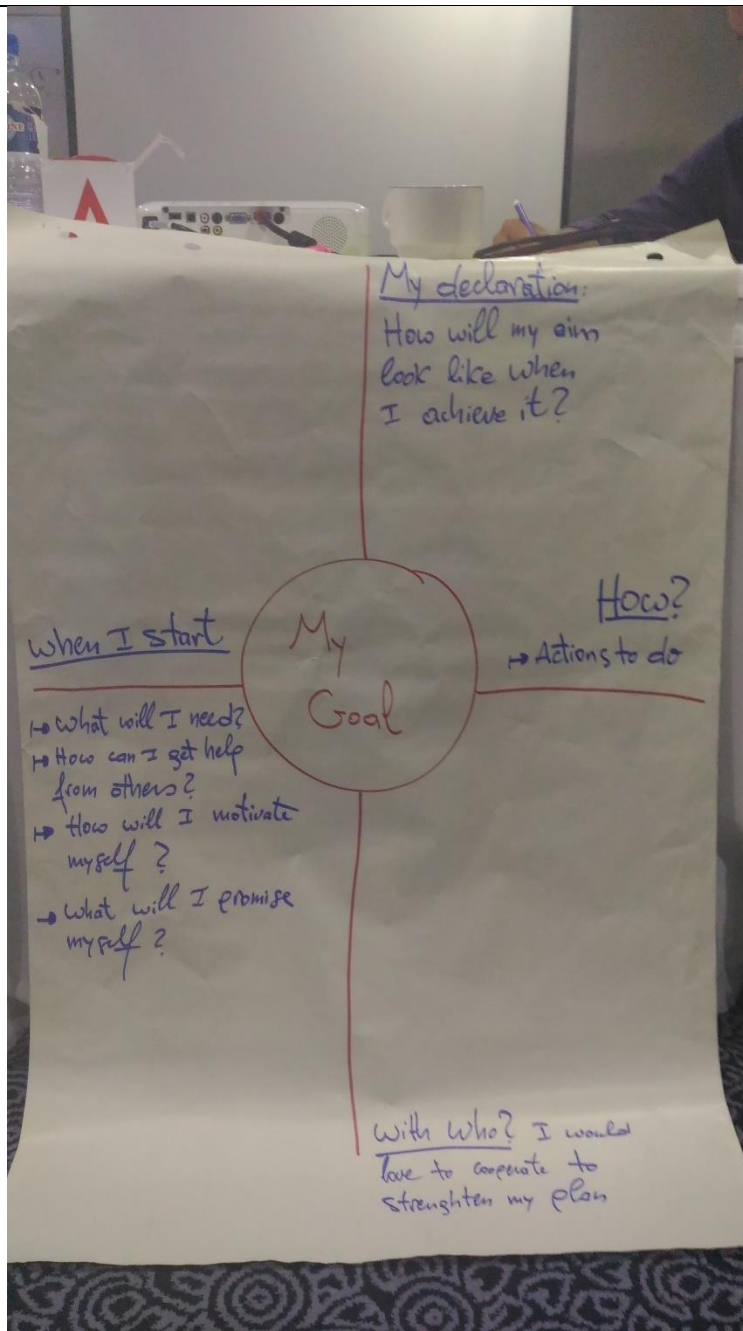 My declaration:
How will my aim
look like when
I achieve it?
How?
↦ Actions to do
My
Goal
when I start
↦ What will I need?
↦ How can I get help
from others?
↦ How will I motivate
myself?
↦ What will I promise
myself?
With who? I would
love to cooperate to
strenghten my plan